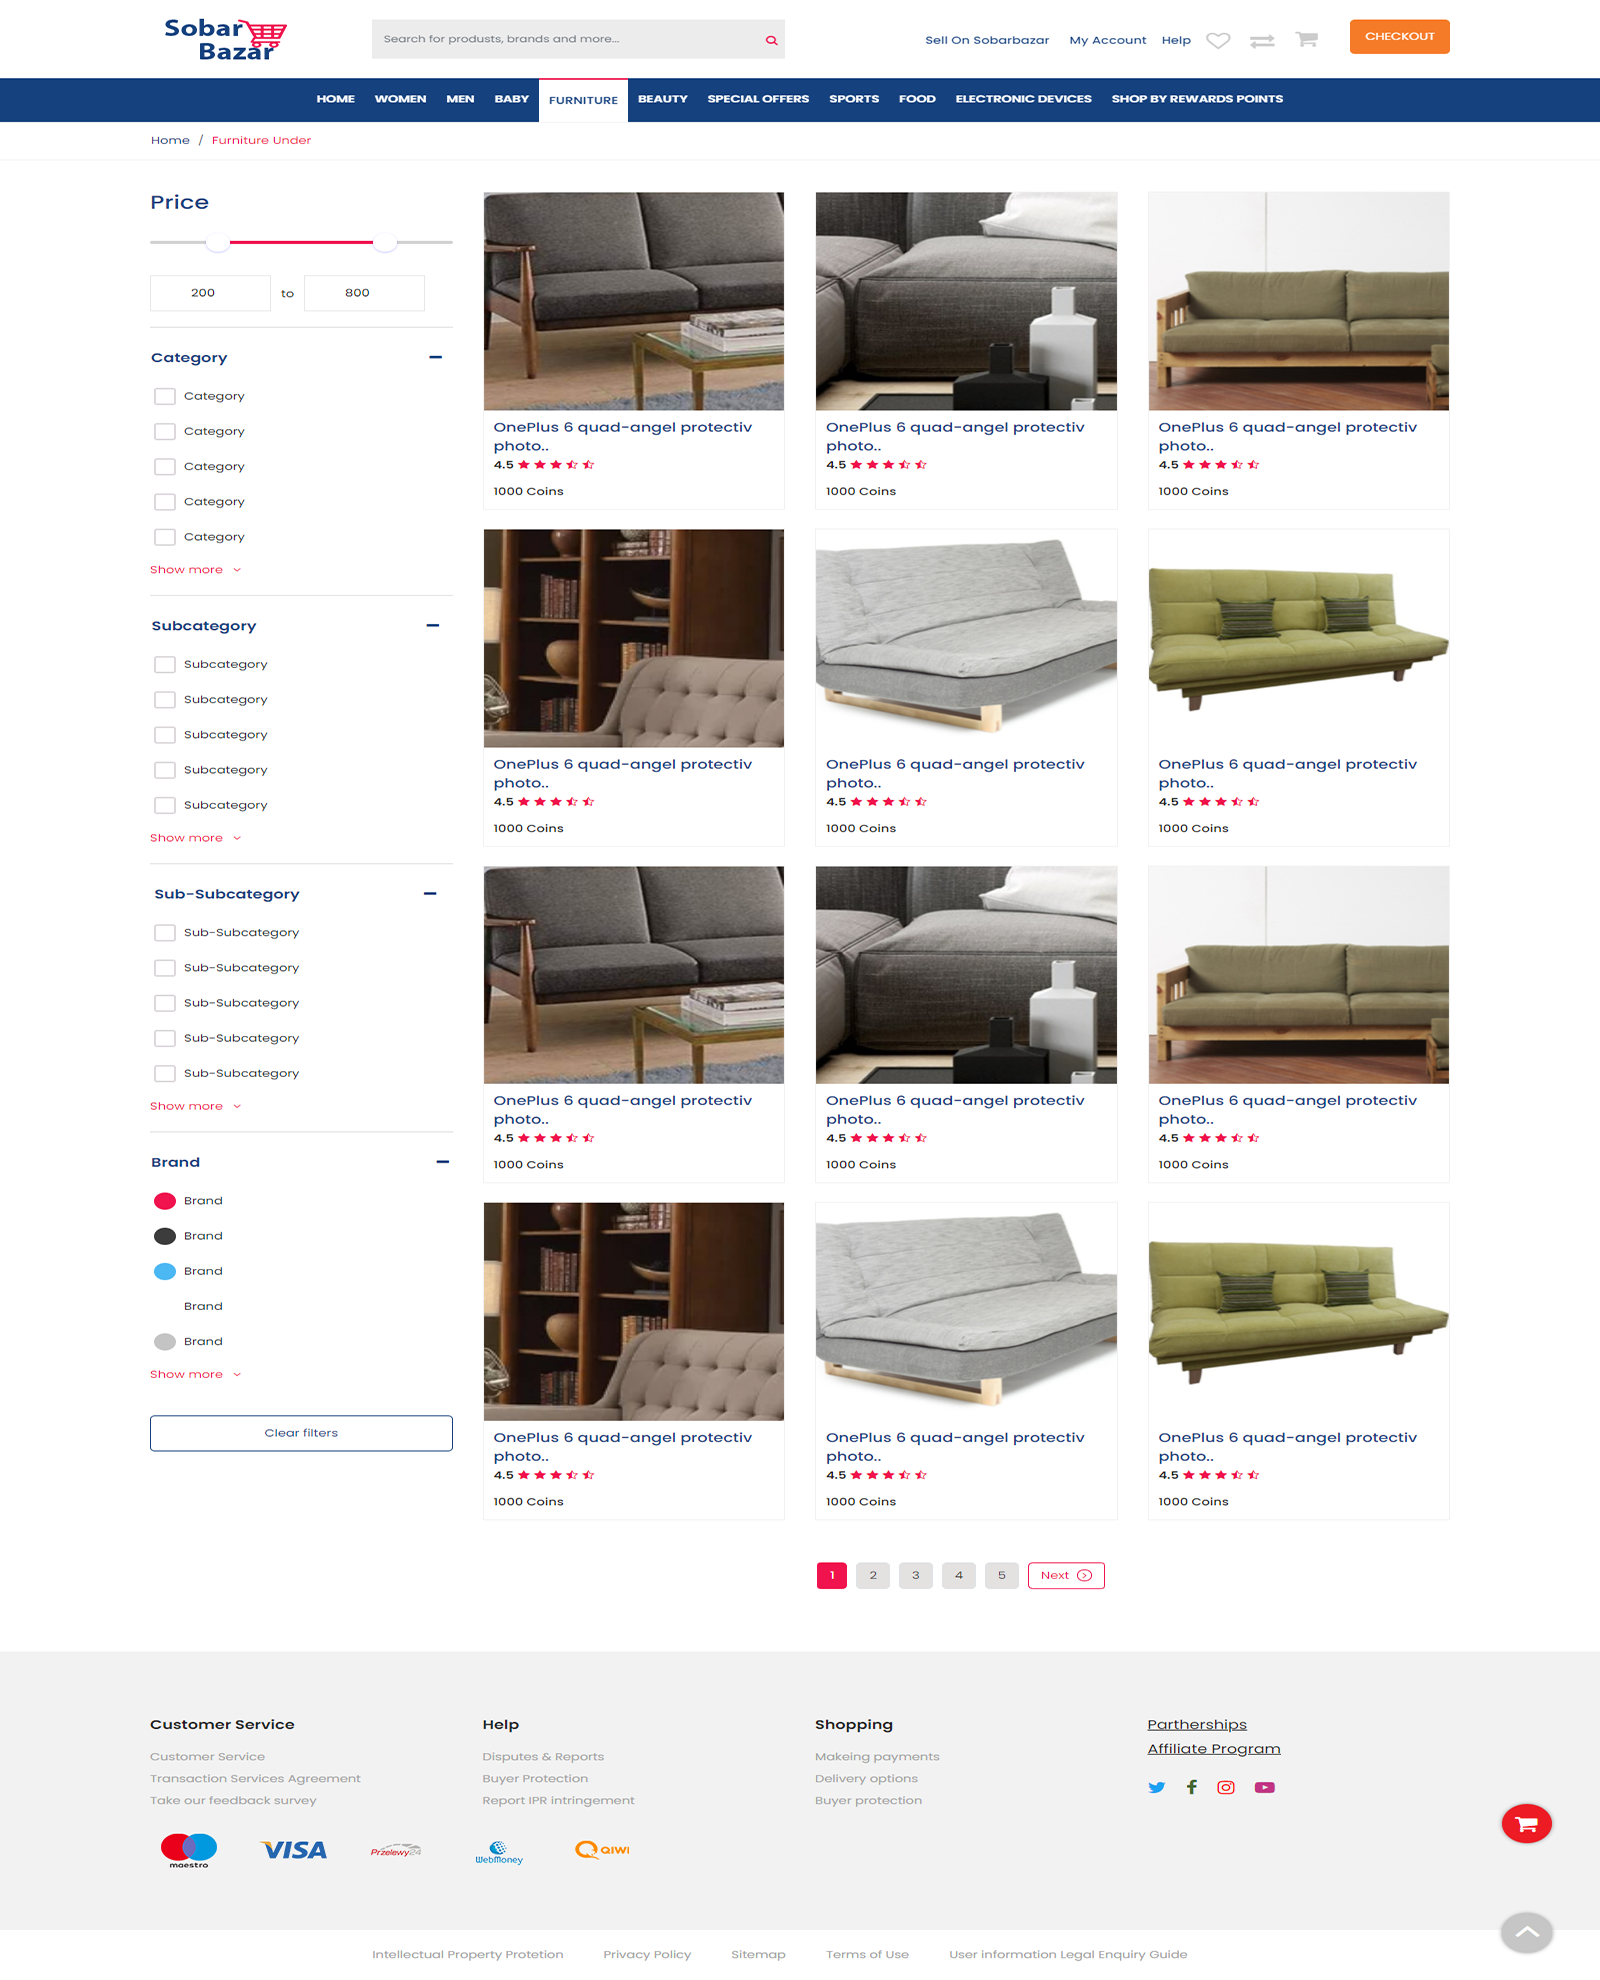 Sobar
Bazar
Search for produsts, brands and more...
Sell On Sobarbazar
My Account
Help
CHECKOUT
HOME WOMEN MEN BABY FURNITURE BEAUTY SPECIAL OFFERS SPORTS FOOD ELECTRONIC DEVICES SHOP BY REWARDS POINTS
Home / Furniture Under
Price
200 to 800
Category
Category
Category
Category
Category
Category
Show more
Subcategory
Subcategory
Subcategory
Subcategory
Subcategory
Subcategory
Show more
Sub-Subcategory
Sub-Subcategory
Sub-Subcategory
Sub-Subcategory
Sub-Subcategory
Sub-Subcategory
Show more
Brand
Brand
Brand
Brand
Brand
Brand
Show more
Clear filters
OnePlus 6 quad-angel protectiv
photo..
4.5
1000 Coins
OnePlus 6 quad-angel protectiv
photo..
4.5
1000 Coins
OnePlus 6 quad-angel protectiv
photo..
4.5
1000 Coins
OnePlus 6 quad-angel protectiv
photo..
4.5
1000 Coins
OnePlus 6 quad-angel protectiv
photo..
4.5
1000 Coins
OnePlus 6 quad-angel protectiv
photo..
4.5
1000 Coins
OnePlus 6 quad-angel protectiv
photo..
4.5
1000 Coins
OnePlus 6 quad-angel protectiv
photo..
4.5
1000 Coins
OnePlus 6 quad-angel protectiv
photo..
4.5
1000 Coins
OnePlus 6 quad-angel protectiv
photo..
4.5
1000 Coins
OnePlus 6 quad-angel protectiv
photo..
4.5
1000 Coins
OnePlus 6 quad-angel protectiv
photo..
4.5
1000 Coins
1 2 3 4 5 Next
Customer Service
Customer Service
Transaction Services Agreement
Take our feedback survey
Help
Disputes & Reports
Buyer Protection
Report IPR intringement
Shopping
Makeing payments
Delivery options
Buyer protection
Partherships
Affiliate Program
maestro
VISA
Przelewy24
WebMoney
QIWI
Intellectual Property Protetion
Privacy Policy
Sitemap
Terms of Use
User information Legal Enquiry Guide